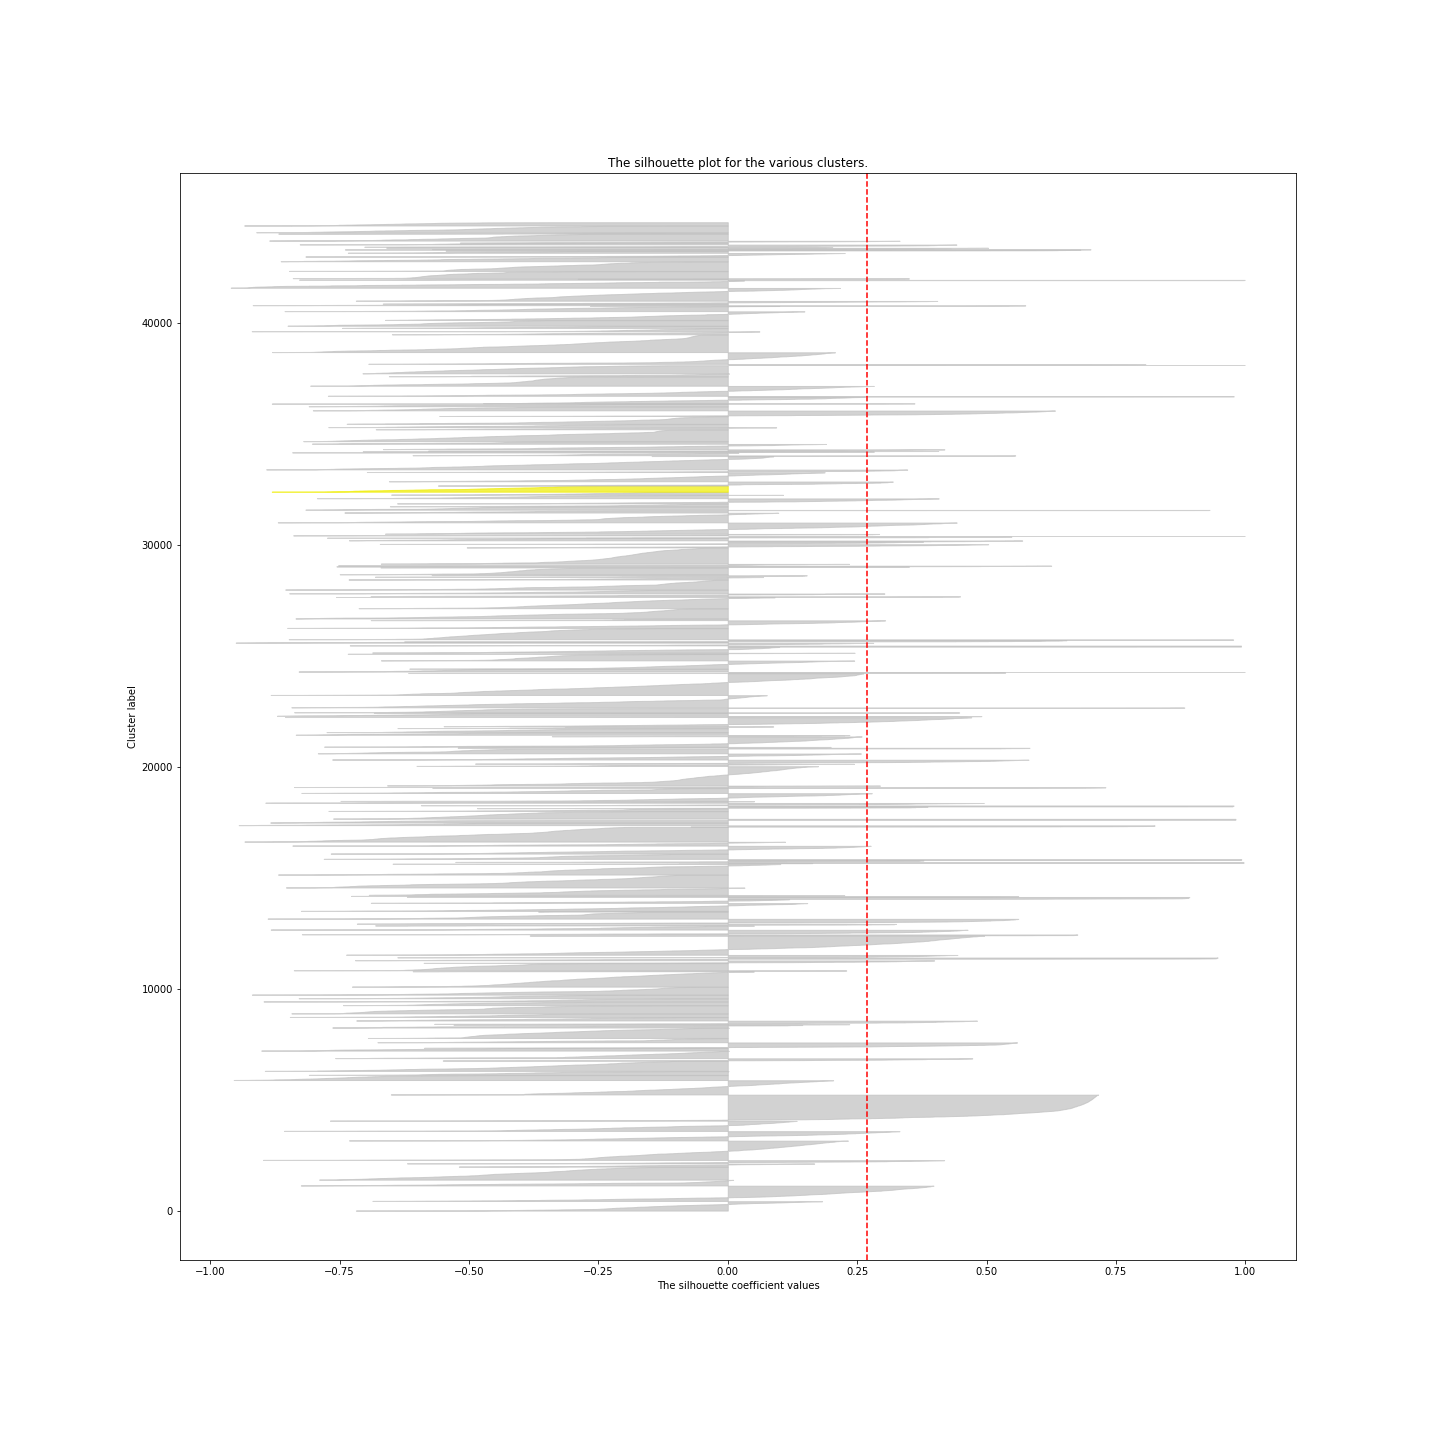 The silhouette plot for the various clusters.
Cluster label
40000
30000
20000
10000
0
−1.00 −0.75 −0.50 −0.25 0.00 0.25 0.50 0.75 1.00
The silhouette coefficient values